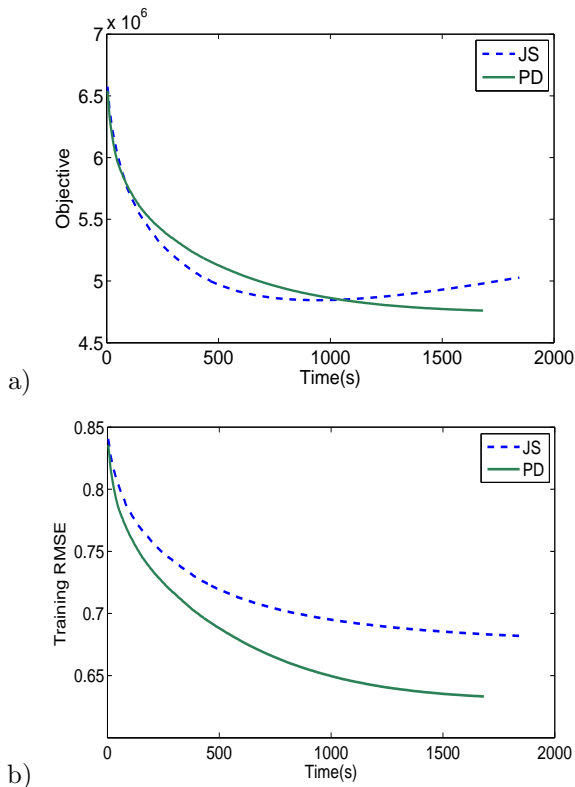 7 x 10^6
JS
PD
6.5
6
5.5
5
4.5
Objective
0 500 1000 1500 2000
Time(s)
a)
0.85
JS
PD
0.8
0.75
0.7
0.65
Training RMSE
0 500 1000 1500 2000
Time(s)
b)